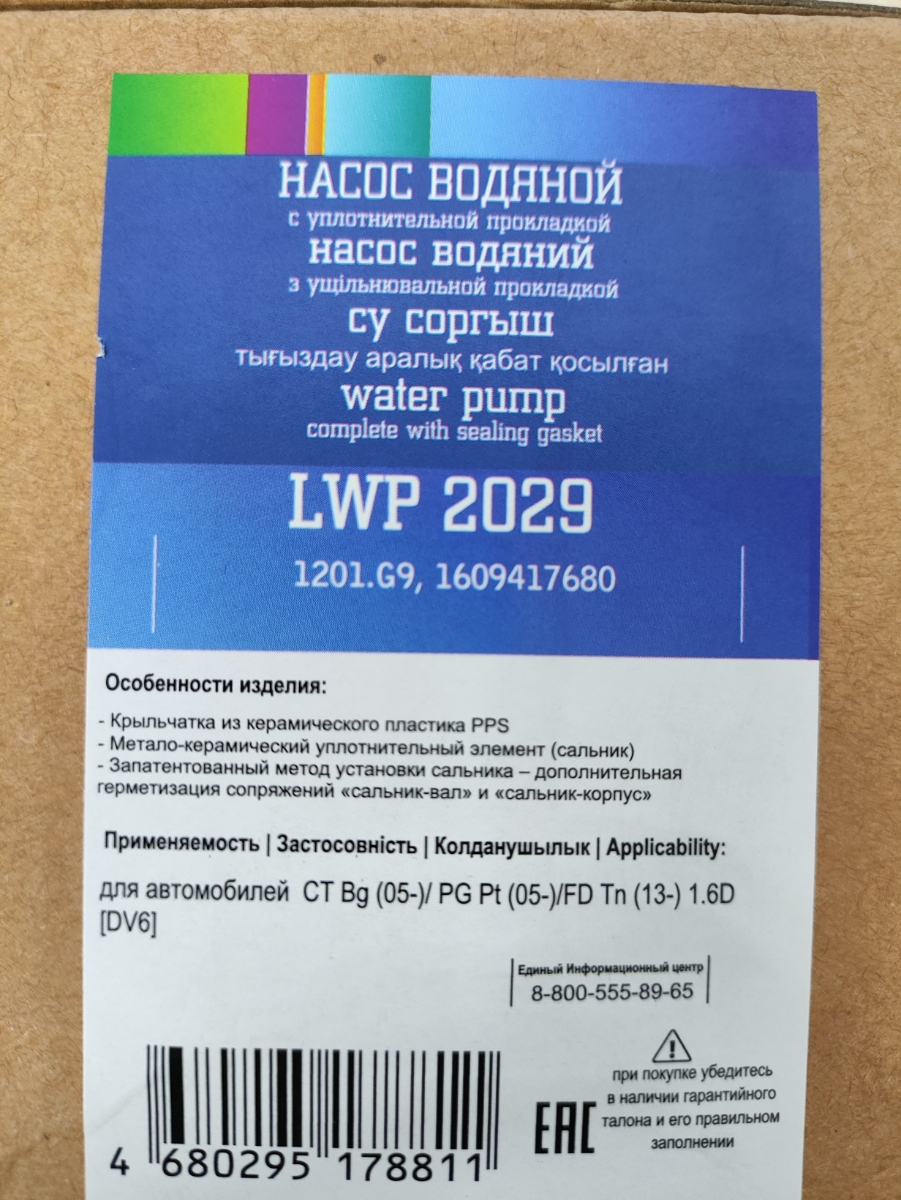 НАСОС ВОДЯНОЙ
с уплотнительной прокладкой
насос водяний
з ущільнювальной прокладкой
су соргыш
тығыздау аралық қабат қосылған
water pump
complete with sealing gasket
LWP 2029
1201.G9, 1609417680
Особенности изделия:
- Крыльчатка из керамического пластика PPS
- Метало-керамический уплотнительный элемент (сальник)
- Запатентованный метод установки сальника – дополнительная
герметизация сопряжений «сальник-вал» и «сальник-корпус»
Применяемость | Застосовність | Колданушылык | Applicability:
для автомобилей CT Bg (05-)/ PG Pt (05-)/FD Tn (13-) 1.6D
[DV6]
Единый Информационный центр
8-800-555-89-65
при покупке убедитесь
в наличии гарантийного
талона и его правильном
заполнении
EAC
4 680295 178811